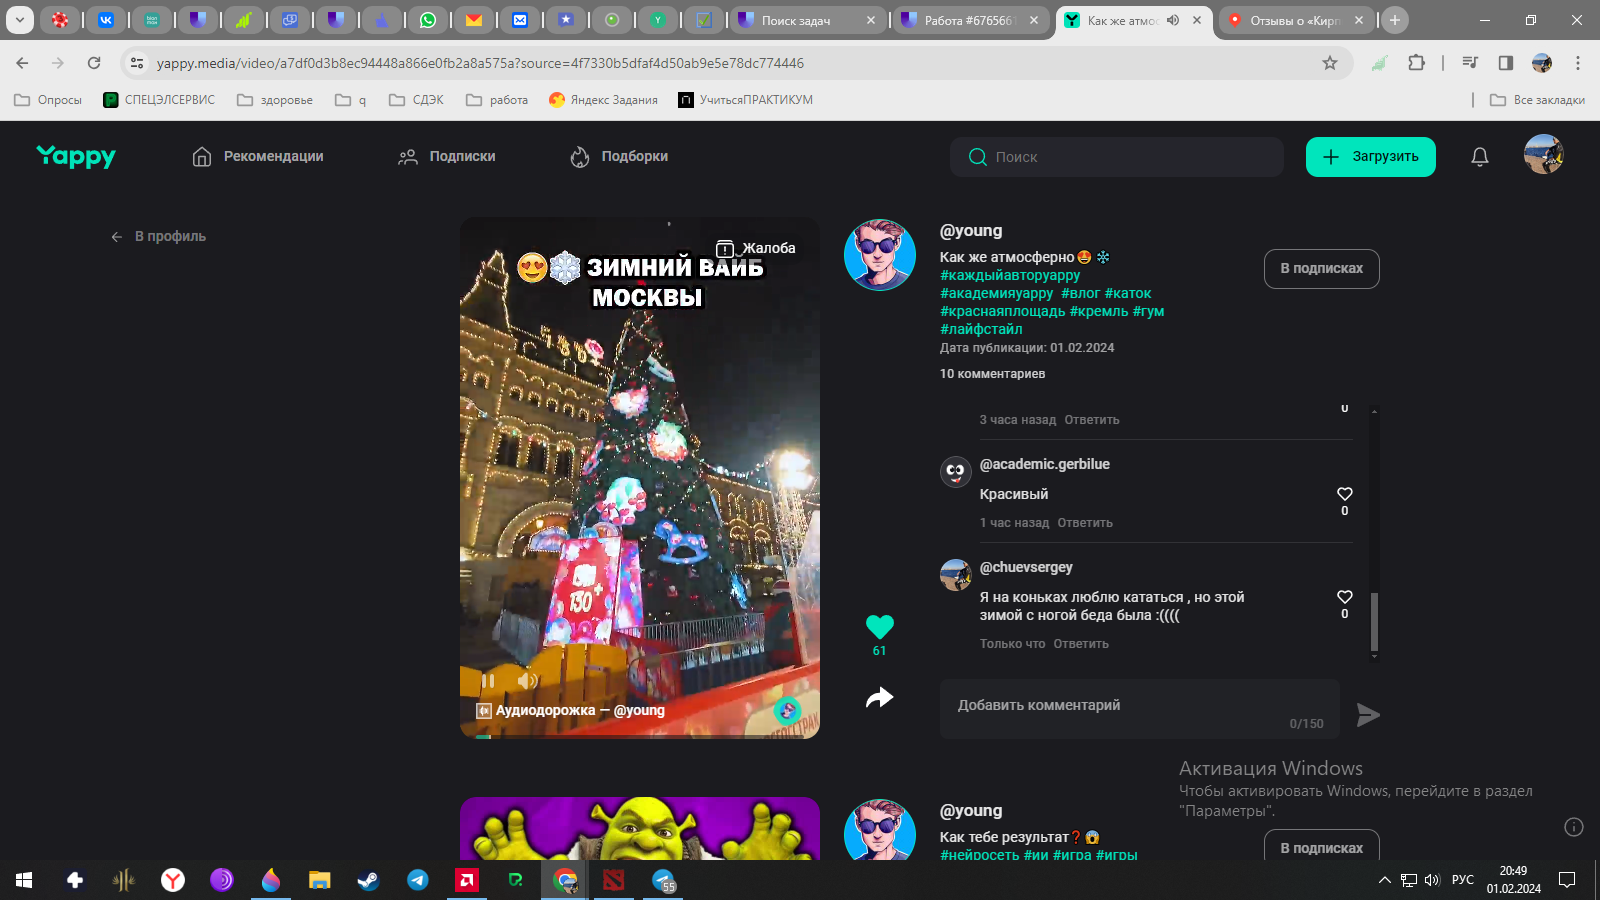 Поиск задач
Работа #6765661
Как же атмос
Отзывы о «Кирп
yappy.media/video/a7df0d3b8ec94448a866e0fb2a8a575a?source=4f7330b5dfaf4d50ab9e5e78dc774446
Опросы
СПЕЦЭЛСЕРВИС
здоровье
q
СДЭК
работа
Яндекс Задания
УчитьсяПРАКТИКУМ
Все закладки
Yappy
Рекомендации
Подписки
Подборки
Поиск
Загрузить
В профиль
Жалоба
😍❄️ ЗИМНИЙ ВАЙБ
МОСКВЫ
130+
Аудиодорожка — @young
@young
Как же атмосферно😍 ❄️
#каждыйавторyappy
#академияyappy #влог #каток
#краснаяплощадь #кремль #гум
#лайфстайл
Дата публикации: 01.02.2024
10 комментариев
В подписках
0
3 часа назад Ответить
@academic.gerbilue
Красивый
0
1 час назад Ответить
@chuevsergey
Я на коньках люблю кататься , но этой
зимой с ногой беда была :((((
0
Только что Ответить
61
Добавить комментарий
0/150
Активация Windows
Чтобы активировать Windows, перейдите в раздел
"Параметры".
@young
Как тебе результат❓😱
#нейросеть #ии #игра #игры
В подписках
55
РУС
20:49
01.02.2024